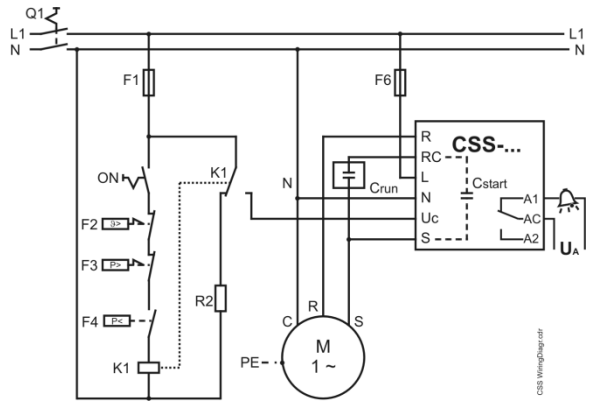 Q1
L1 L1
N N
F1 F6
R CSS-...
RC
ON K1 L
Crun Cstart
N N A1
F2 Uc AC
F3 P> S A2 UA
R2
F4 P< R
C S
K1 M
PE 1 ~
CSS WiringDiagr.cdr